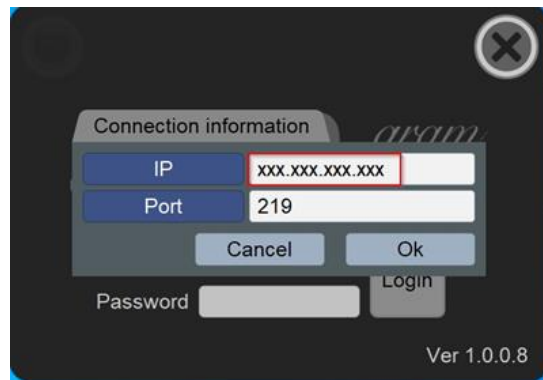 Connection information
IP xxx.xxx.xxx.xxx
Port 219
Cancel Ok
Login
Password
Ver 1.0.0.8